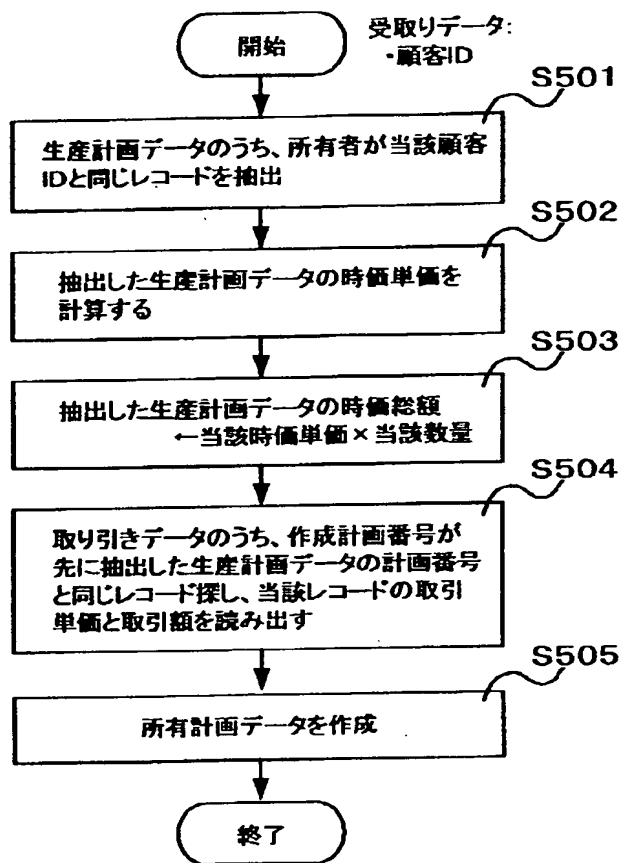 開始
受取りデータ:
・顧客ID
S501
生産計画データのうち、所有者が当該顧客
IDと同じレコードを抽出
S502
抽出した生産計画データの時価単価を
計算する
S503
抽出した生産計画データの時価総額
←当該時価単価×当該数量
S504
取り引きデータのうち、作成計画番号が
先に抽出した生産計画データの計画番号
と同じレコード探し、当該レコードの取引
単価と取引額を読み出す
S505
所有計画データを作成
終了